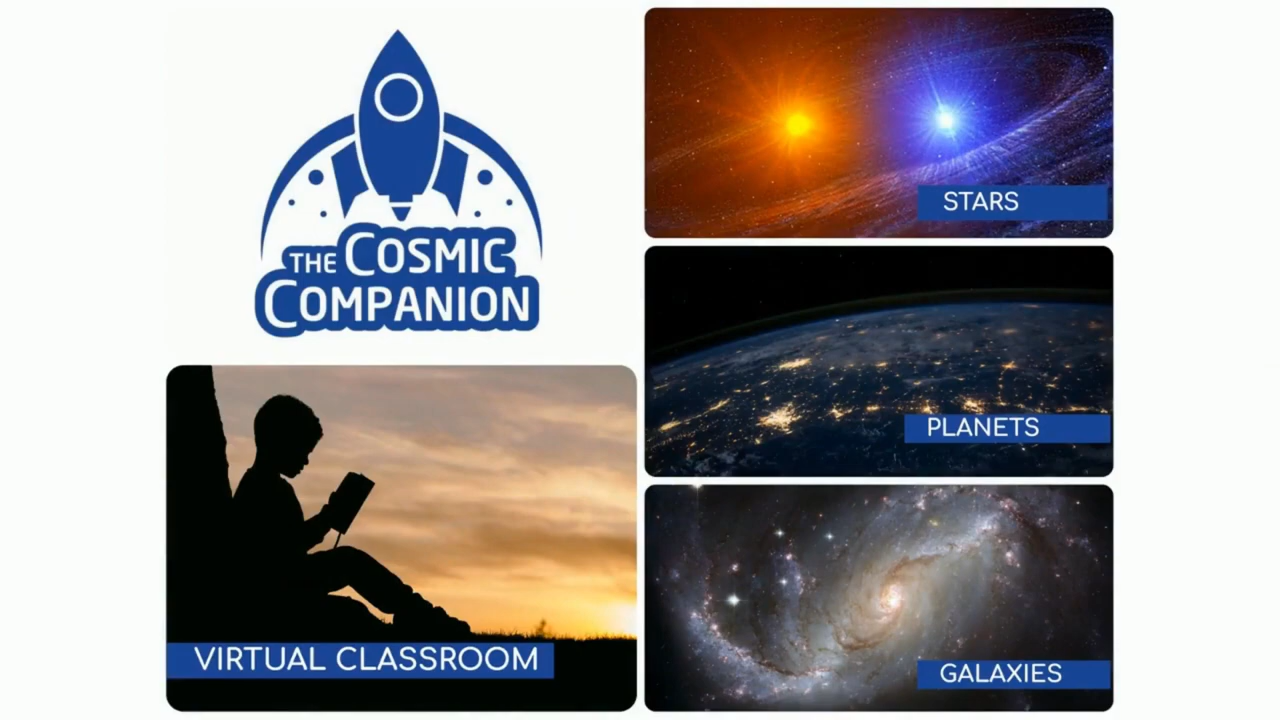 THE COSMIC
COMPANION
VIRTUAL CLASSROOM
STARS
PLANETS
GALAXIES